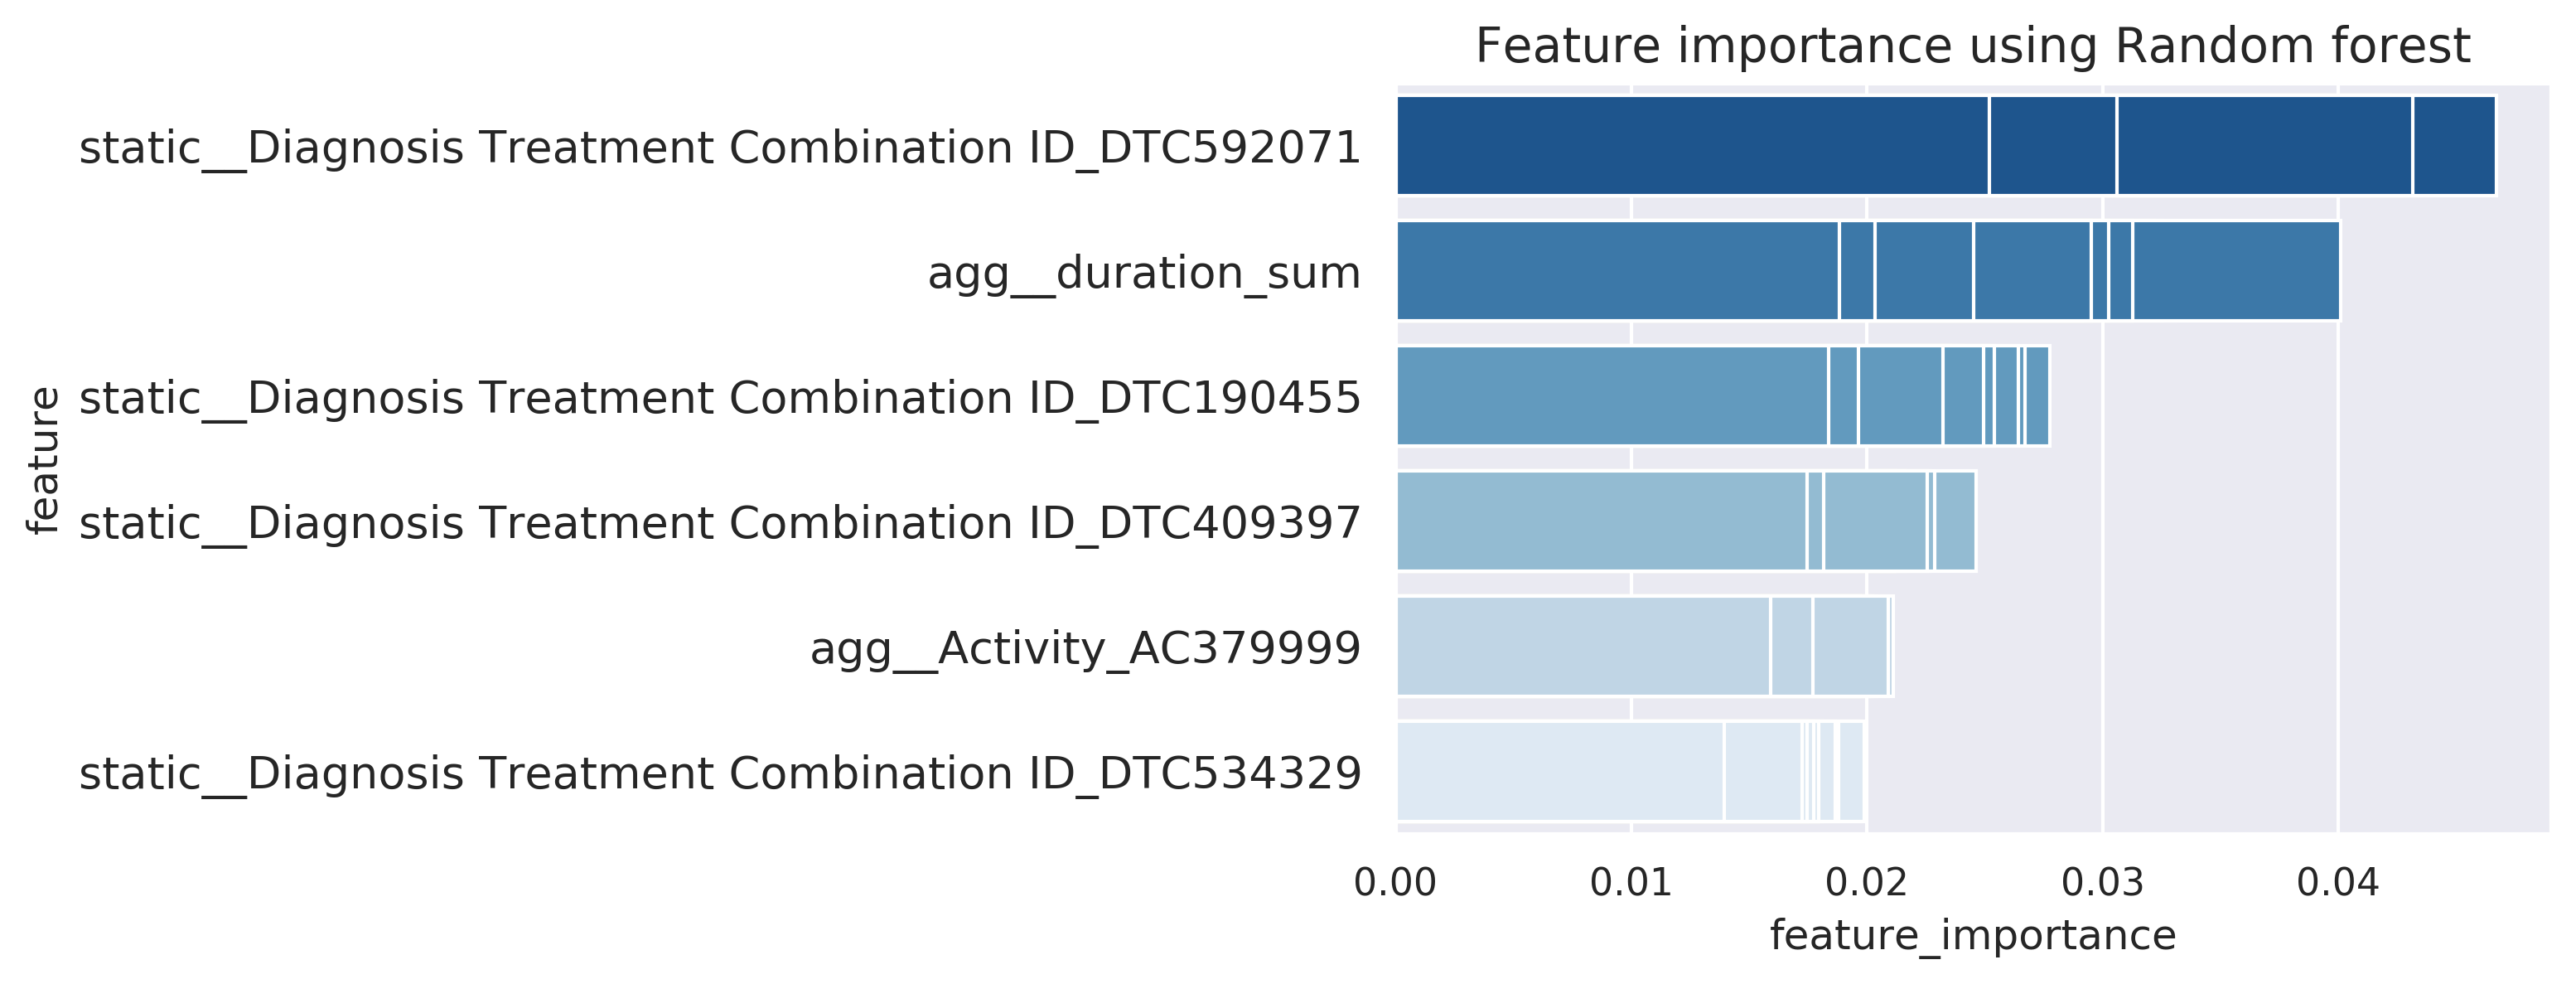 Feature importance using Random forest
feature
static__Diagnosis Treatment Combination ID_DTC592071
agg__duration_sum
static__Diagnosis Treatment Combination ID_DTC190455
static__Diagnosis Treatment Combination ID_DTC409397
agg__Activity_AC379999
static__Diagnosis Treatment Combination ID_DTC534329
0.00 0.01 0.02 0.03 0.04
feature_importance